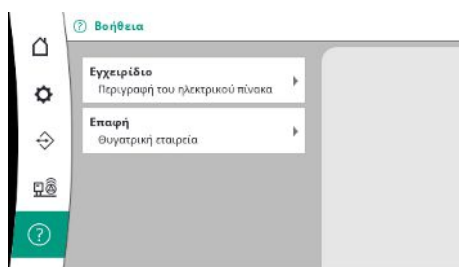 Βοήθεια
Εγχειρίδιο
Περιγραφή του ηλεκτρικού πίνακα
Επαφή
Θυγατρική εταιρεία